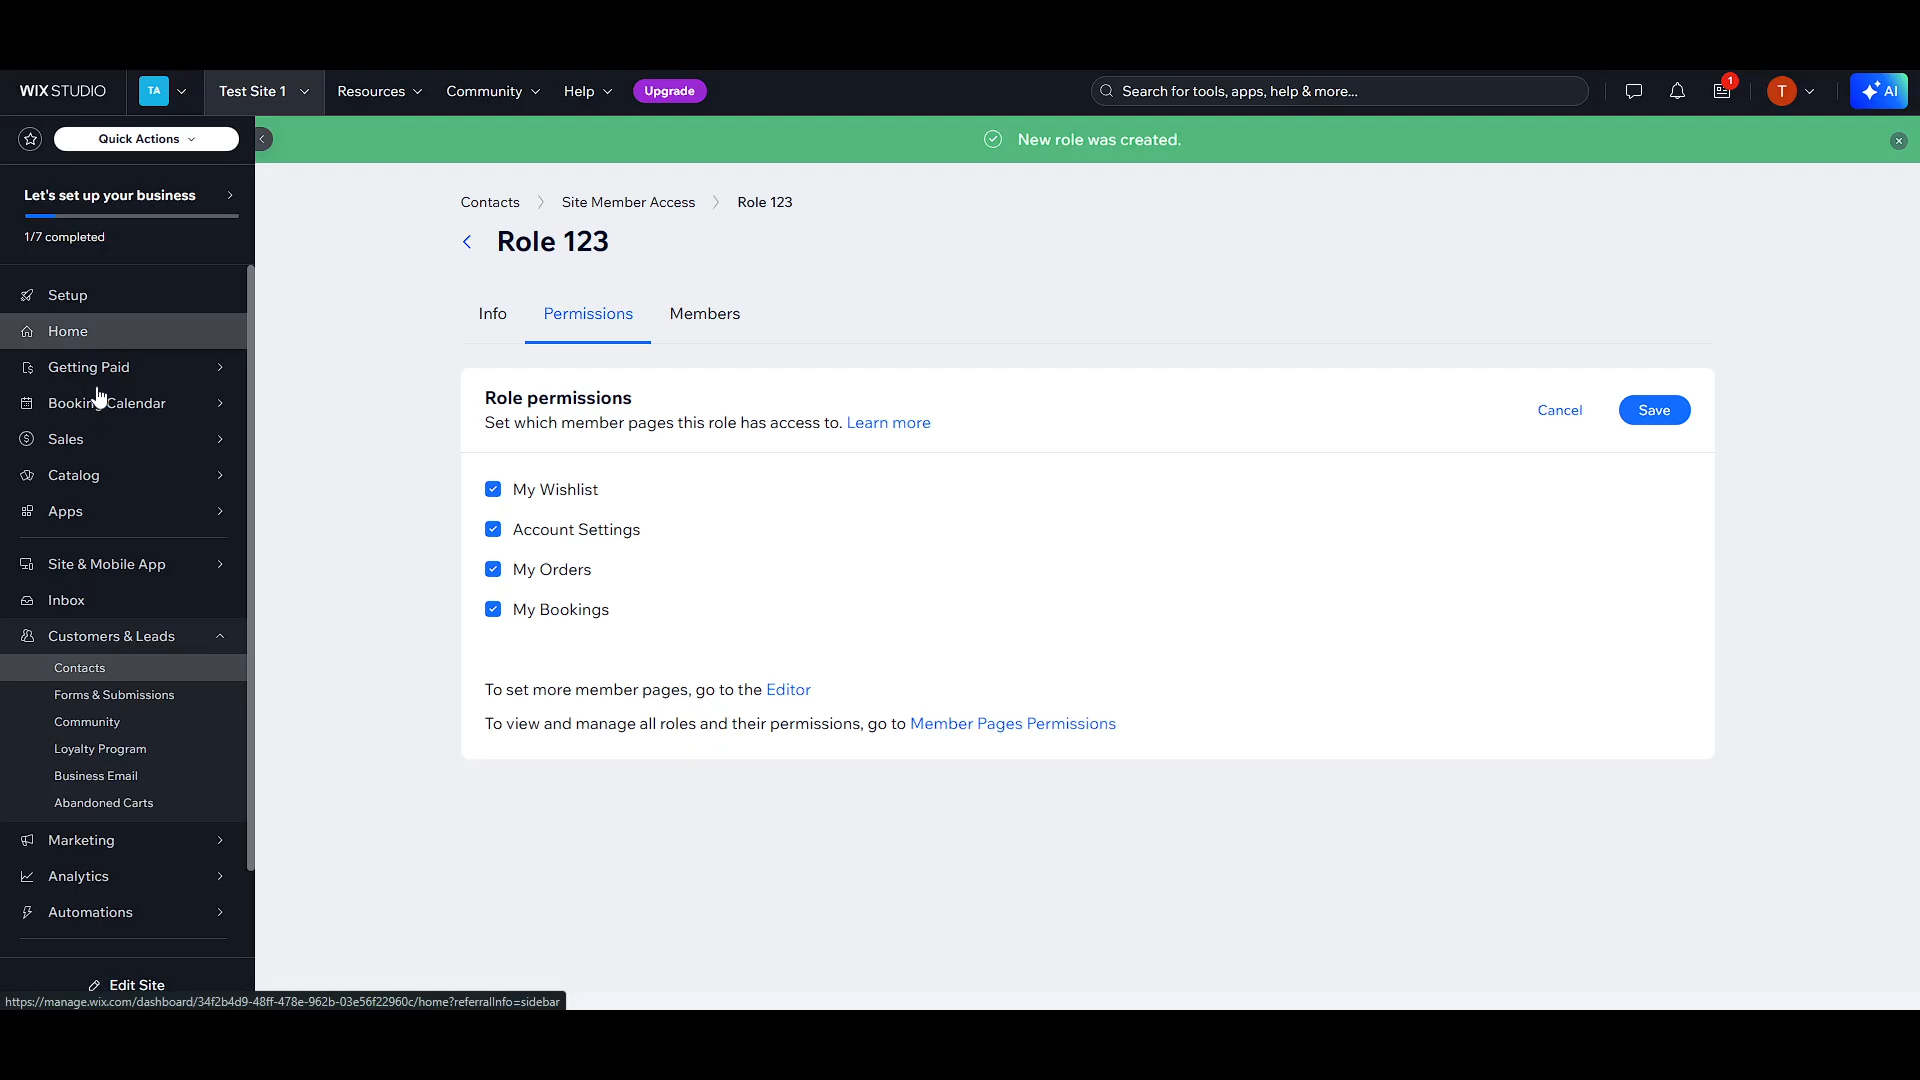 WIX STUDIO
TA
Test Site 1
Resources
Community
Help
Upgrade
Search for tools, apps, help & more...
1
T
AI
Quick Actions
New role was created.
Let's set up your business
1/7 completed
Contacts
Site Member Access
Role 123
Role 123
Info
Permissions
Members
Setup
Home
Getting Paid
Booking Calendar
Sales
Catalog
Apps
Site & Mobile App
Inbox
Customers & Leads
Contacts
Forms & Submissions
Community
Loyalty Program
Business Email
Abandoned Carts
Marketing
Analytics
Automations
Edit Site
Role permissions
Set which member pages this role has access to. Learn more
Cancel
Save
My Wishlist
Account Settings
My Orders
My Bookings
To set more member pages, go to the Editor
To view and manage all roles and their permissions, go to Member Pages Permissions
https://manage.wix.com/dashboard/34f2b4d9-48ff-478e-962b-03e56f22960c/home?referralInfo=sidebar